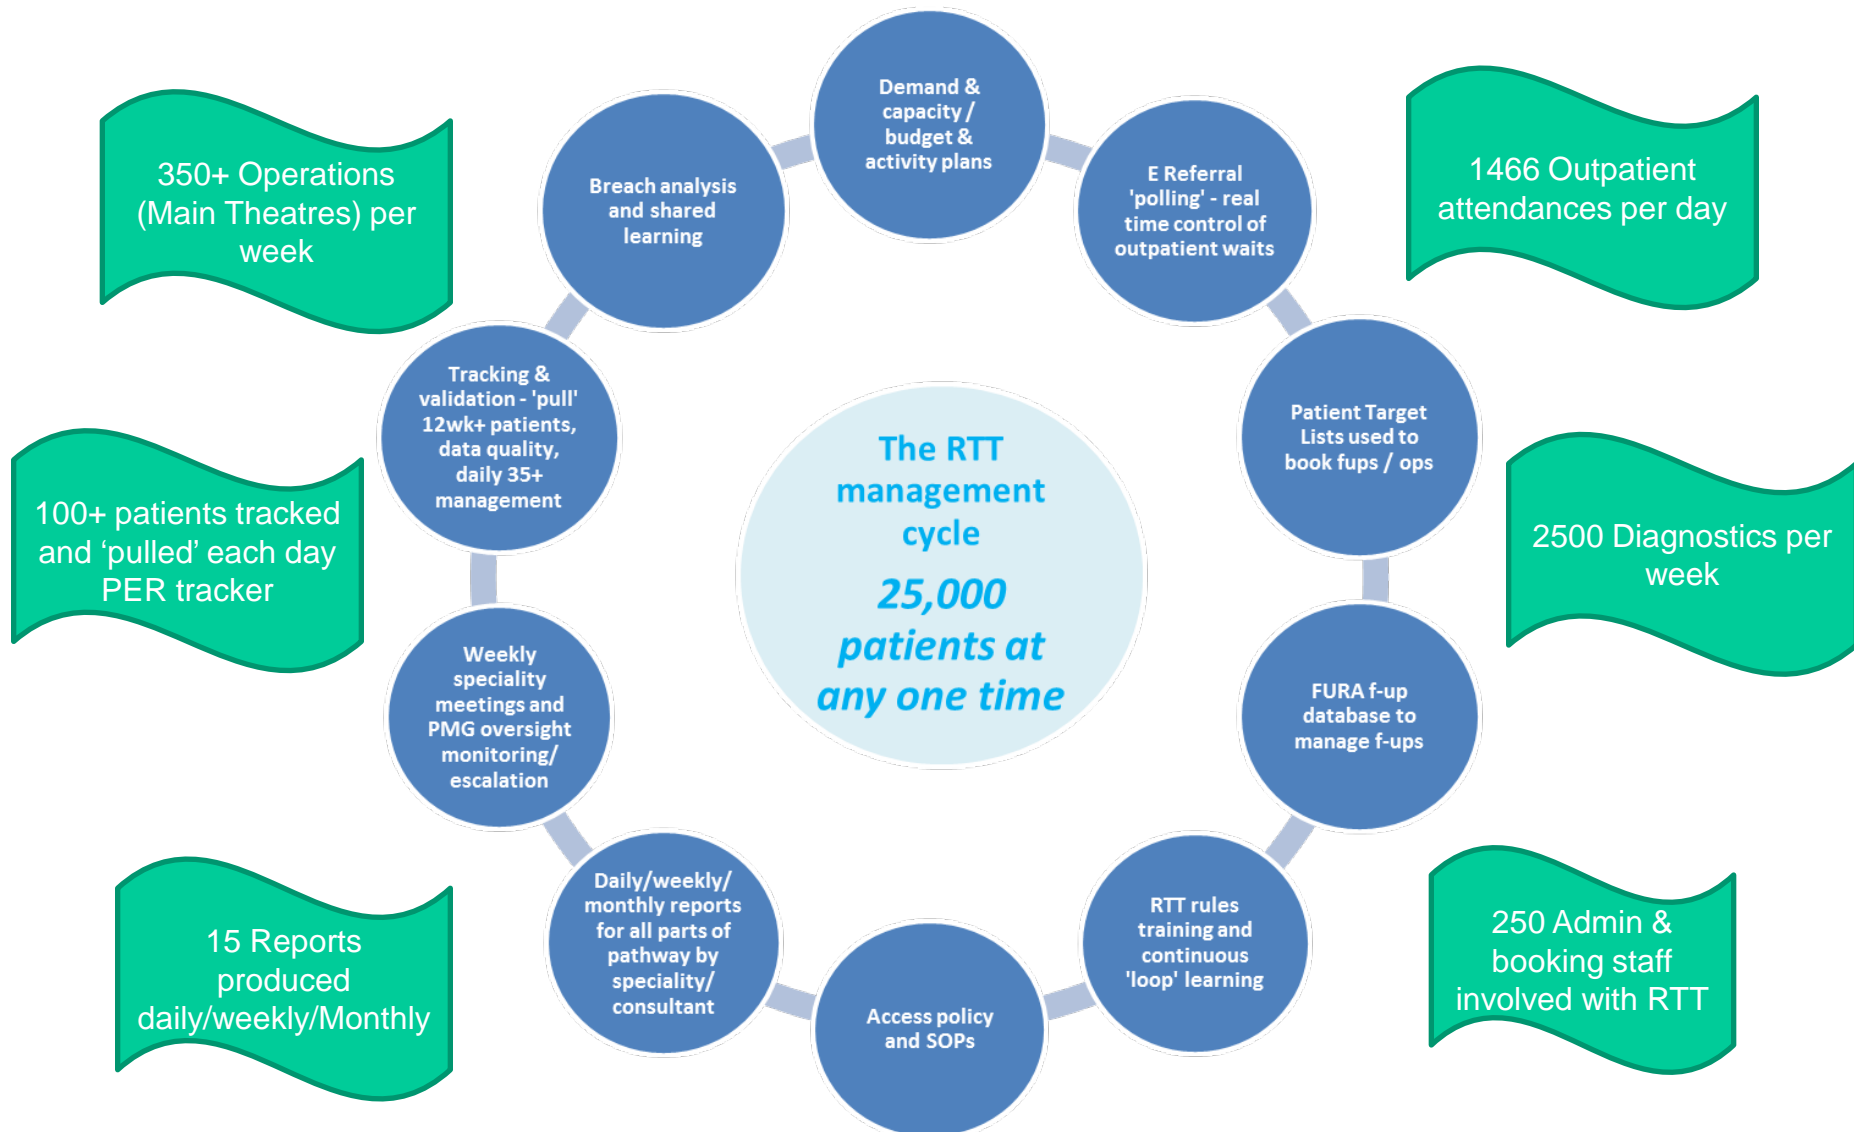 Demand &
capacity /
budget &
activity plans
E Referral
'polling' - real
time control of
outpatient waits
Patient Target
Lists used to
book fups / ops
FURA f-up
database to
manage f-ups
RTT rules
training and
continuous
'loop' learning
Access policy
and SOPs
Daily/weekly/
monthly reports
for all parts of
pathway by
speciality/
consultant
Weekly
speciality
meetings and
PMG oversight
monitoring/
escalation
Tracking &
validation - 'pull'
12wk+ patients,
data quality,
daily 35+
management
Breach analysis
and shared
learning
The RTT
management
cycle
25,000
patients at
any one time
350+ Operations
(Main Theatres) per
week
100+ patients tracked
and ‘pulled’ each day
PER tracker
15 Reports
produced
daily/weekly/Monthly
1466 Outpatient
attendances per day
2500 Diagnostics per
week
250 Admin &
booking staff
involved with RTT